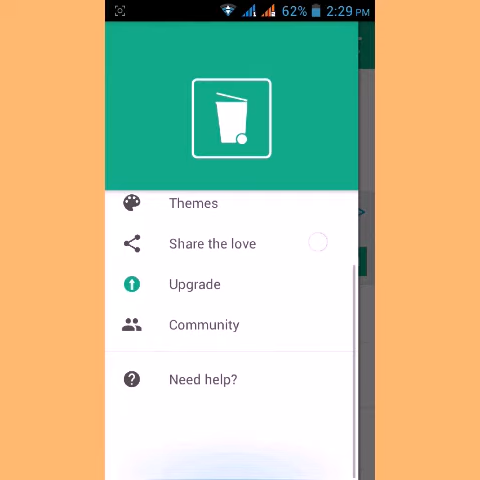 62% 2:29 PM
Themes
Share the love
Upgrade
Community
Need help?